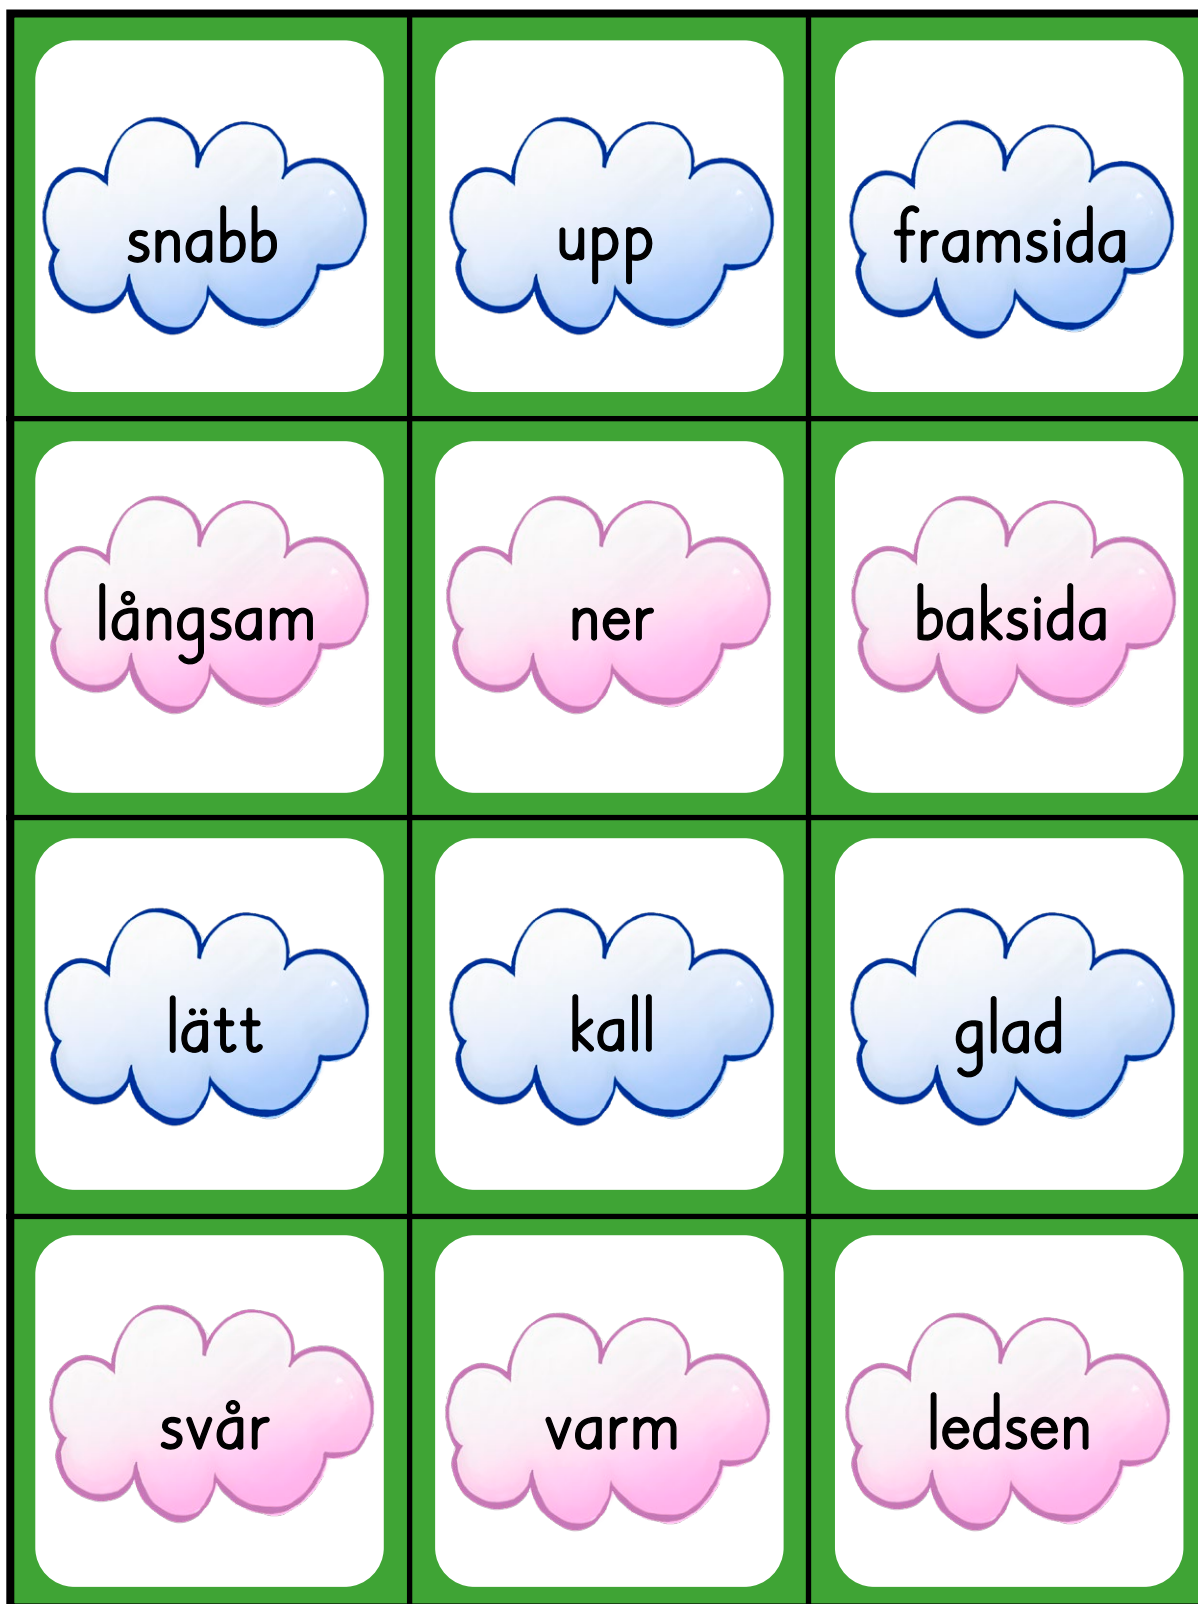 snabb
upp
framsida
långsam
ner
baksida
lätt
kall
glad
svår
varm
ledsen